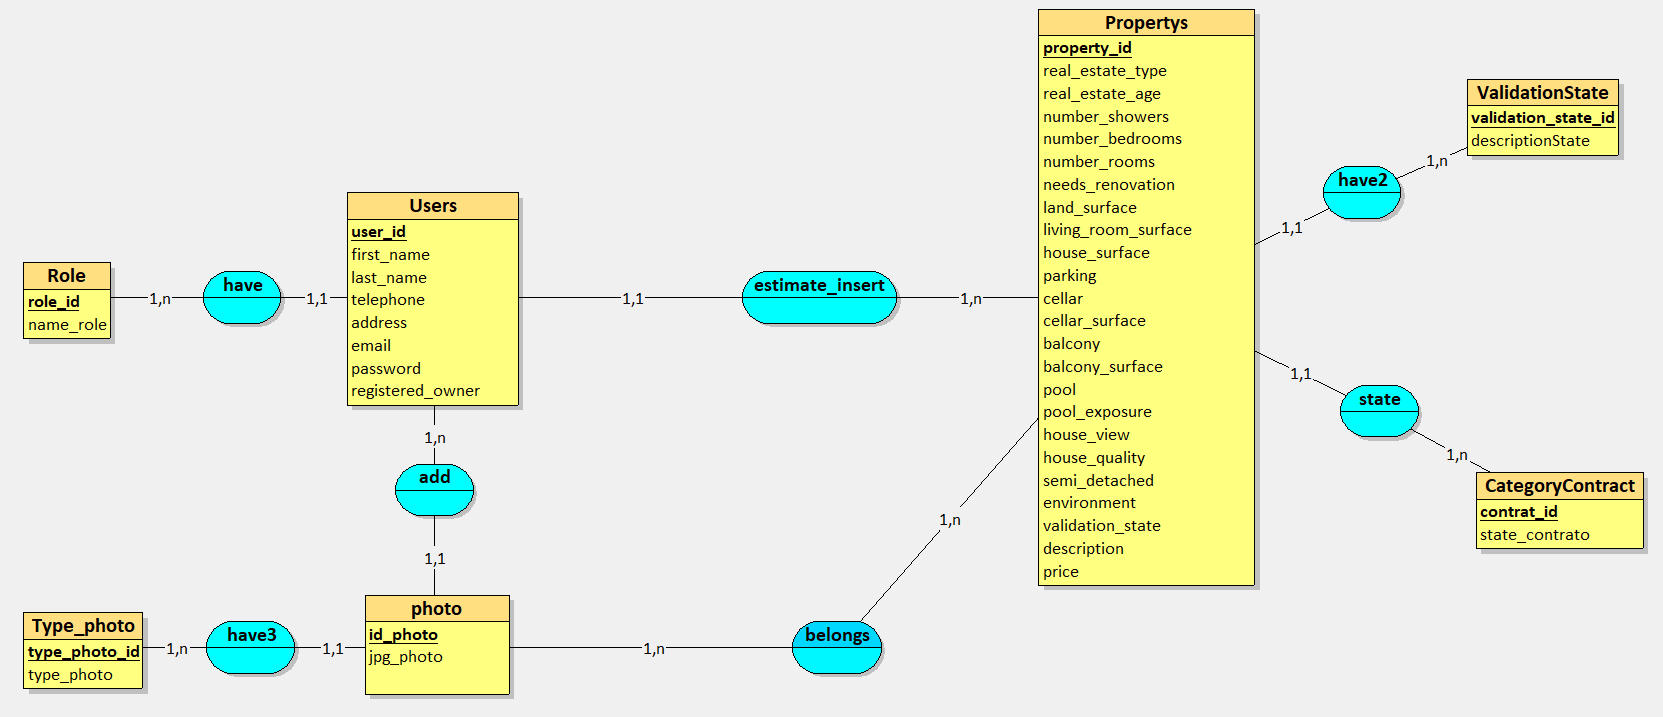 Propertys
property_id
real_estate_type
real_estate_age
number_showers
number_bedrooms
number_rooms
needs_renovation
land_surface
living_room_surface
house_surface
parking
cellar
cellar_surface
balcony
balcony_surface
pool
pool_exposure
house_view
house_quality
semi_detached
environment
validation_state
description
price
ValidationState
validation_state_id
descriptionState
1,n
have2
1,1
Users
user_id
first_name
last_name
telephone
address
email
password
registered_owner
Role
role_id
name_role
1,n
have
1,1
1,1
estimate_insert
1,n
1,1
state
1,n
CategoryContract
contrat_id
state_contrato
1,n
add
1,1
1,n
photo
id_photo
jpg_photo
Type_photo
type_photo_id
type_photo
1,n
have3
1,1
1,n
belongs